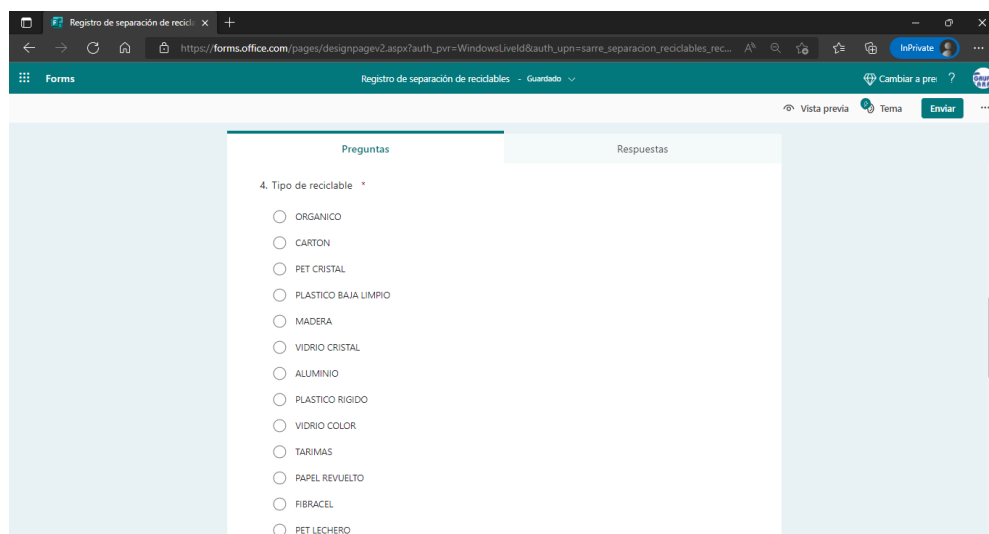 Registro de separación de recicl
https://forms.office.com/pages/designpagev2.aspx?auth_pvr=WindowsLiveId&auth_upn=sarre_separacion_reciclables_rec...
InPrivate
Forms
Registro de separación de reciclables - Guardado
Cambiar a pre
?
Vista previa
Tema
Enviar
Preguntas
Respuestas
4. Tipo de reciclable *
ORGANICO
CARTON
PET CRISTAL
PLASTICO BAJA LIMPIO
MADERA
VIDRIO CRISTAL
ALUMINIO
PLASTICO RIGIDO
VIDRIO COLOR
TARIMAS
PAPEL REVUELTO
FIBRACEL
PET LECHERO